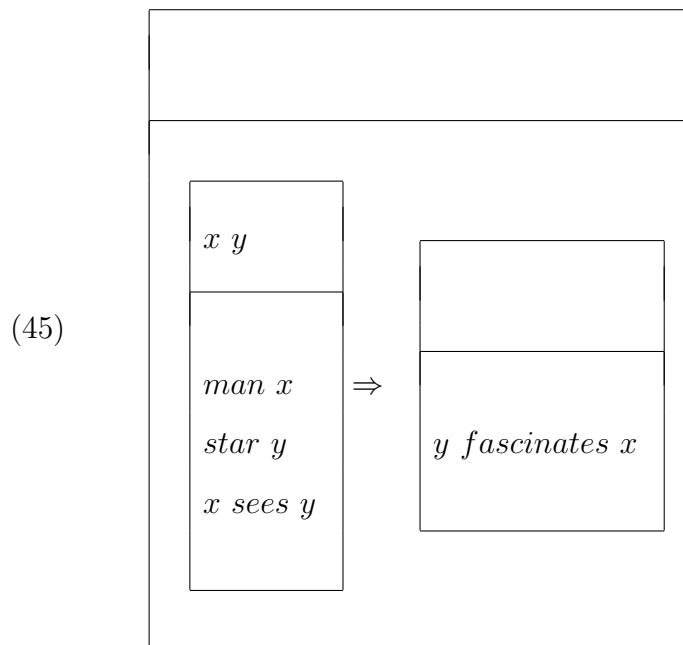 x y
(45)
man x
⇒
star y
y fascinates x
x sees y